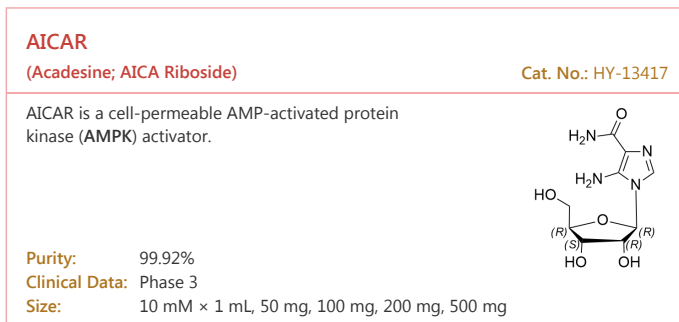 AICAR
(Acadesine; AICA Riboside) Cat. No.: HY-13417
AICAR is a cell-permeable AMP-activated protein
kinase (AMPK) activator.
O
H₂N
N
H₂N
N
HO
O
(R) (R)
(S) (R)
HO OH
Purity: 99.92%
Clinical Data: Phase 3
Size: 10 mM × 1 mL, 50 mg, 100 mg, 200 mg, 500 mg